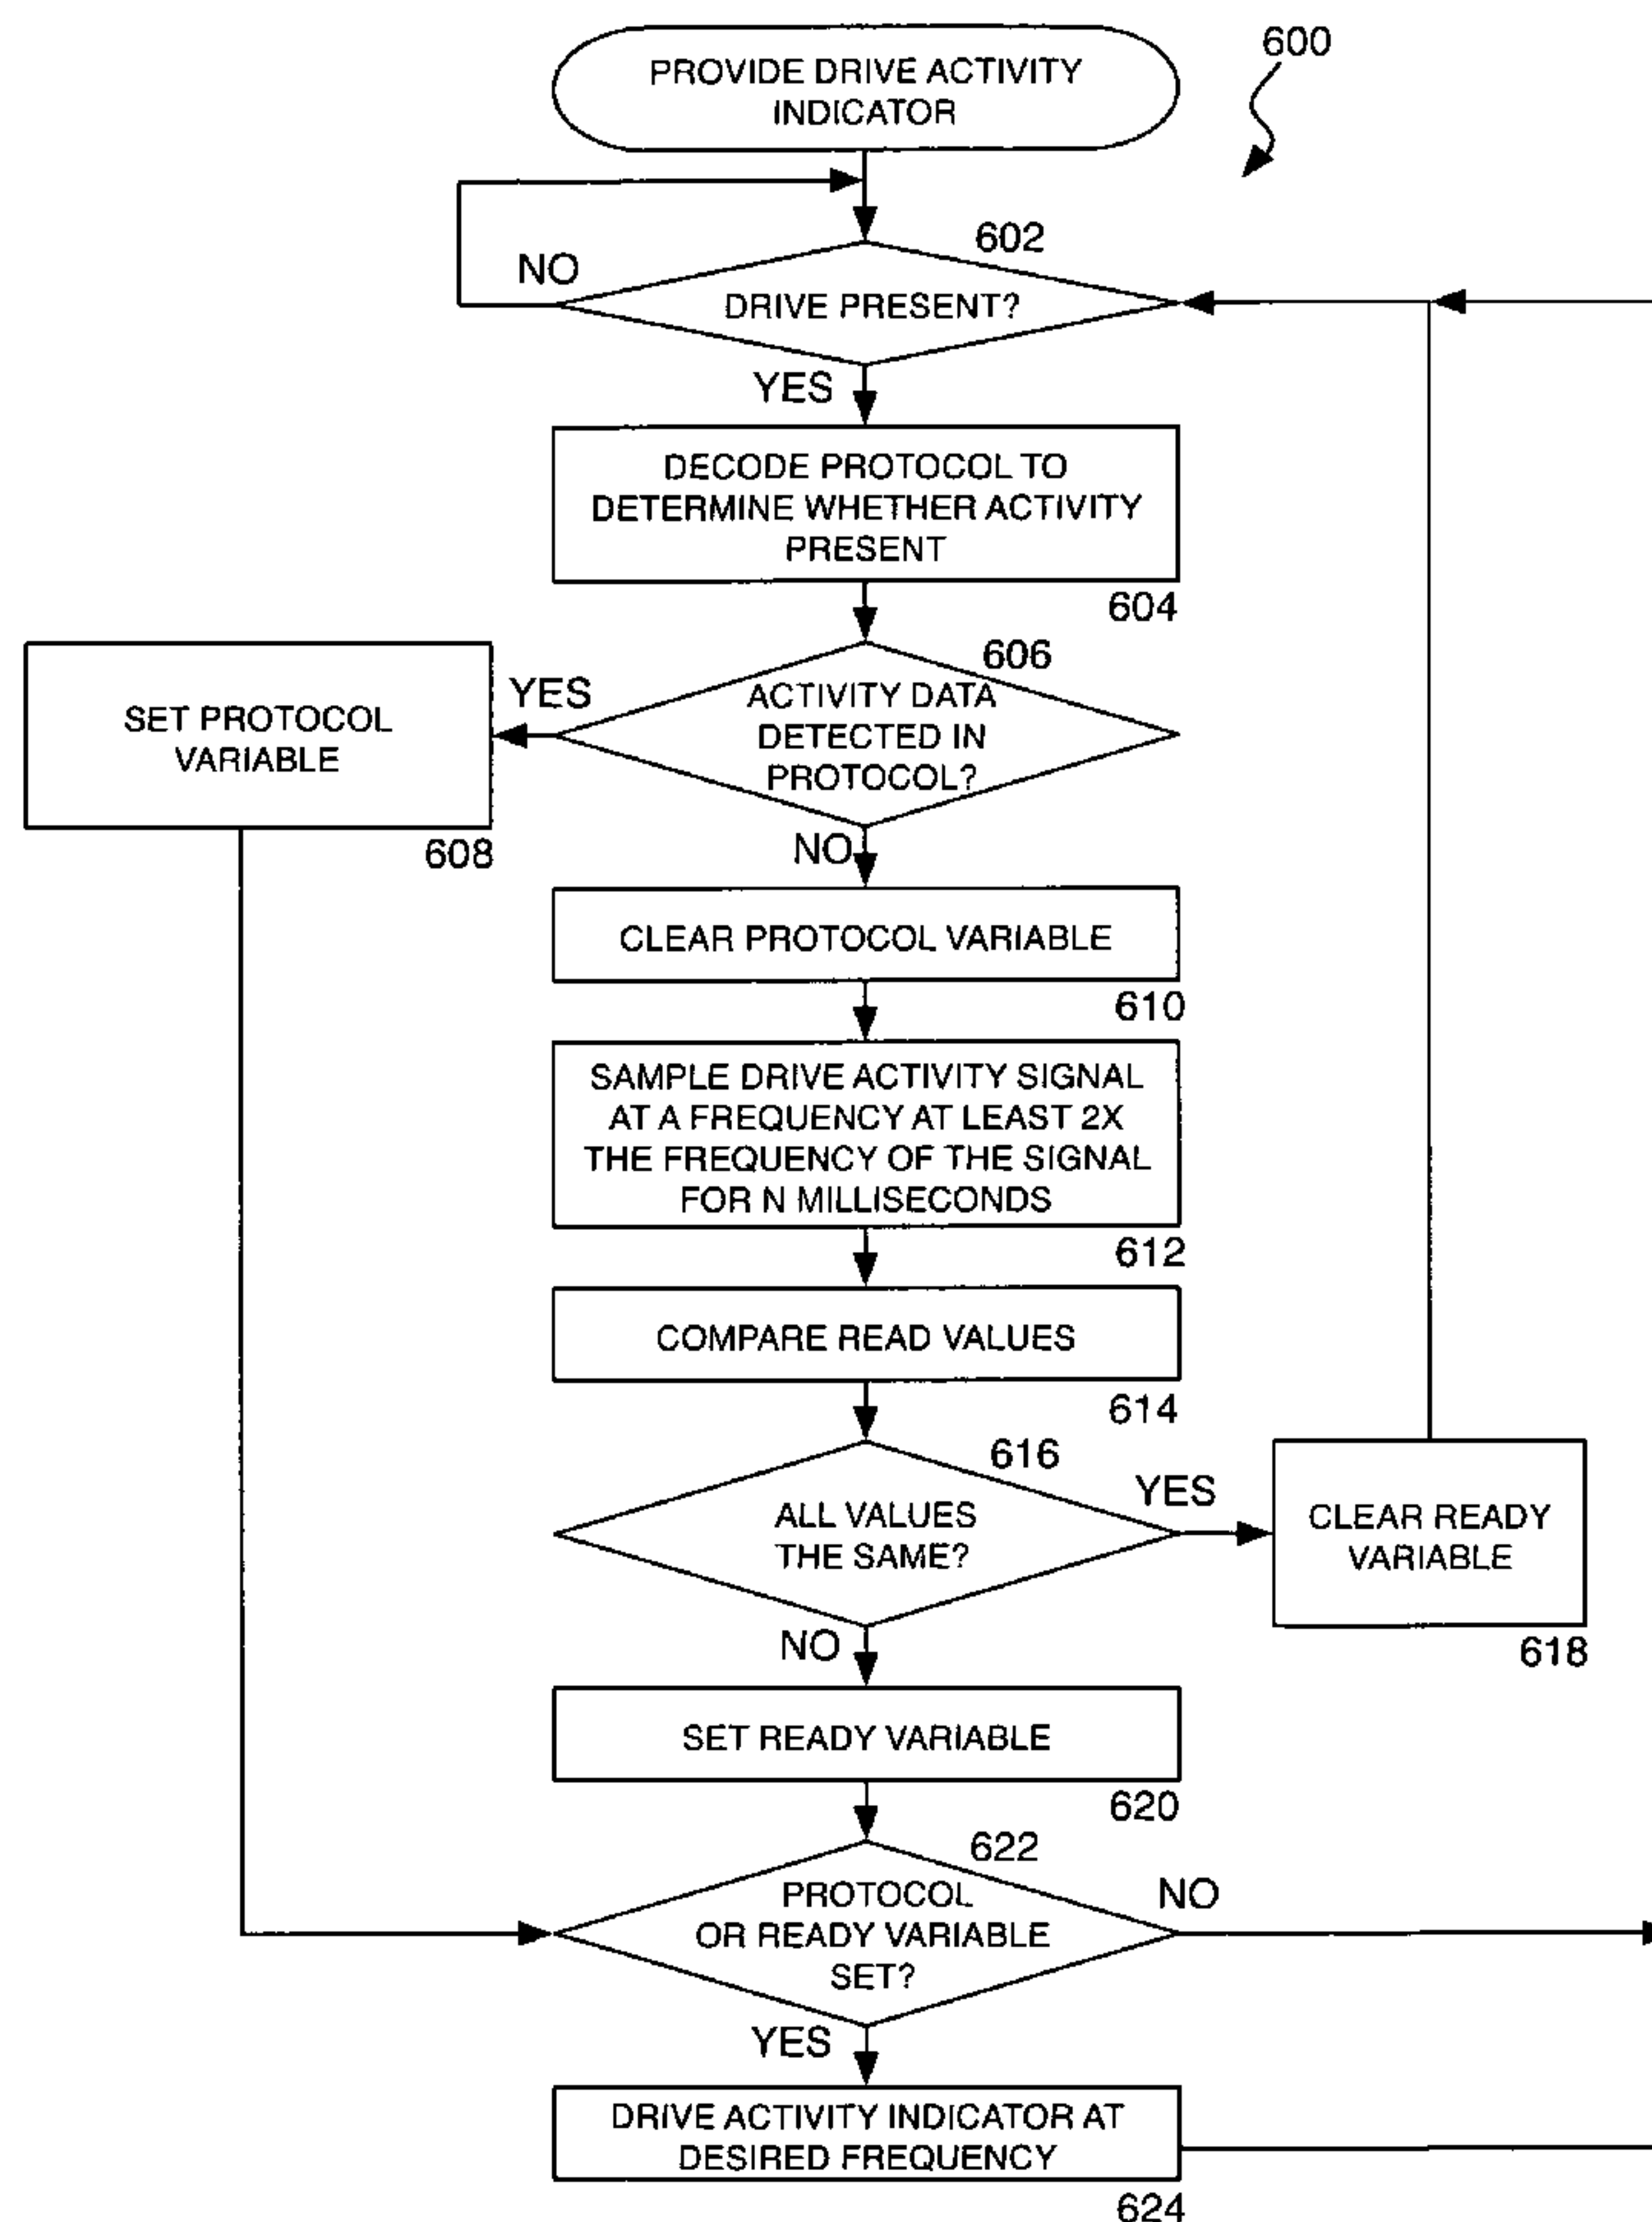 PROVIDE DRIVE ACTIVITY
INDICATOR
600
602
NO
DRIVE PRESENT?
YES
DECODE PROTOCOL TO
DETERMINE WHETHER ACTIVITY
PRESENT
604
606
YES
ACTIVITY DATA
DETECTED IN
PROTOCOL?
SET PROTOCOL
VARIABLE
608
NO
CLEAR PROTOCOL VARIABLE
610
SAMPLE DRIVE ACTIVITY SIGNAL
AT A FREQUENCY AT LEAST 2X
THE FREQUENCY OF THE SIGNAL
FOR N MILLISECONDS
612
COMPARE READ VALUES
614
616
YES
ALL VALUES
THE SAME?
CLEAR READY
VARIABLE
618
NO
SET READY VARIABLE
620
622
PROTOCOL
OR READY VARIABLE
SET?
NO
YES
DRIVE ACTIVITY INDICATOR AT
DESIRED FREQUENCY
624